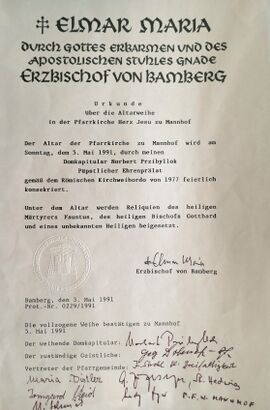 ‡ ELMAR MARIA
DURCH GOTTES ERBARMEN UND DES
APOSTOLISCHEN STUHLES GNADE
ERZBISCHOF VON BAMBERG
Urkunde
über die Altarweihe
in der Pfarrkirche Herz Jesu zu Mannhof
Der Altar der Pfarrkirche zu Mannhof wird am
Sonntag, den 5. Mai 1991, durch meinen
Domkapitular Norbert Przibyllok
Päpstlicher Ehrenprälat
gemäß dem Römischen Kirchweihordo von 1977 feierlich
konsekriert.
Unter dem Altar werden Reliquien des heiligen
Märtyrers Faustus, des heiligen Bischofs Gotthard
und eines unbekannten Heiligen beigesetzt.
Elmar Maria
Erzbischof von Bamberg
Bamberg, den 3. Mai 1991
Prot.-Nr. 0229/1991
Die vollzogene Weihe bestätigen zu Mannhof
5. Mai 1991
Der weihende Domkapitular:
Der zuständige Geistliche:
Vertreter der Pfarrgemeinde:
Maria
St. Hedwig
MANNHOF